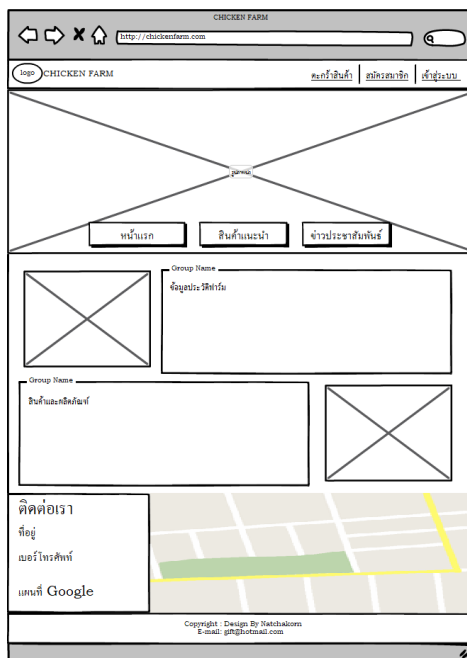 CHICKEN FARM
http://chickenfarm.com
logo CHICKEN FARM
ตะกร้าสินค้า สมัครสมาชิก เข้าสู่ระบบ
หน้าแรก สินค้าแนะนำ ข่าวประชาสัมพันธ์
Group Name
ข้อมูลประวัติฟาร์ม
Group Name
สินค้าและผลิตภัณฑ์
ติดต่อเรา
ที่อยู่
เบอร์โทรศัพท์
แผนที่ Google
Copyright : Design By Natchakorn
E-mail: gift@hotmail.com